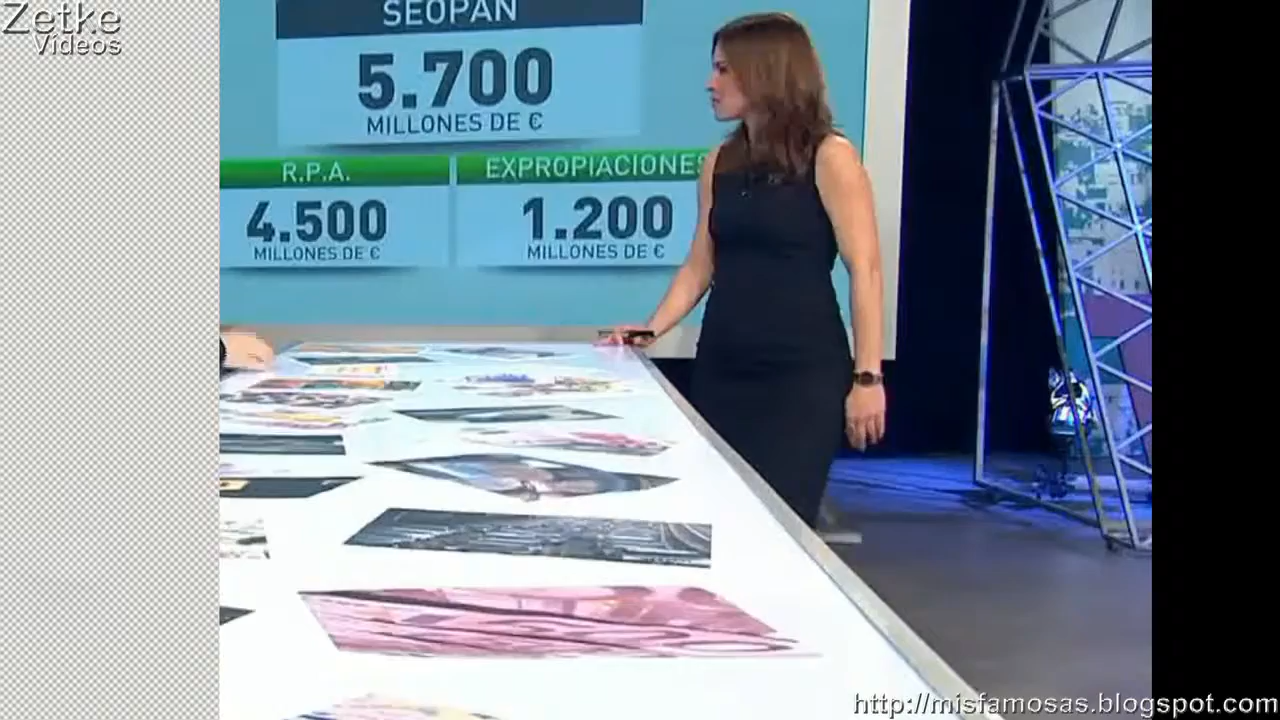 Zetke
Videos
SEOPAN
5.700
MILLONES DE €
R.P.A.
4.500
MILLONES DE €
EXPROPIACIONES
1.200
MILLONES DE €
http://misfamosas.blogspot.com/